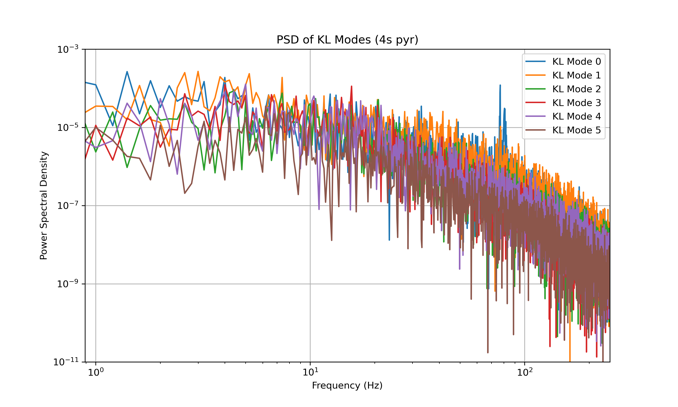 PSD of KL Modes (4s pyr)
10⁻³
10⁻⁵
10⁻⁷
10⁻⁹
10⁻¹¹
Power Spectral Density
KL Mode 0
KL Mode 1
KL Mode 2
KL Mode 3
KL Mode 4
KL Mode 5
10⁰
10¹
10²
Frequency (Hz)